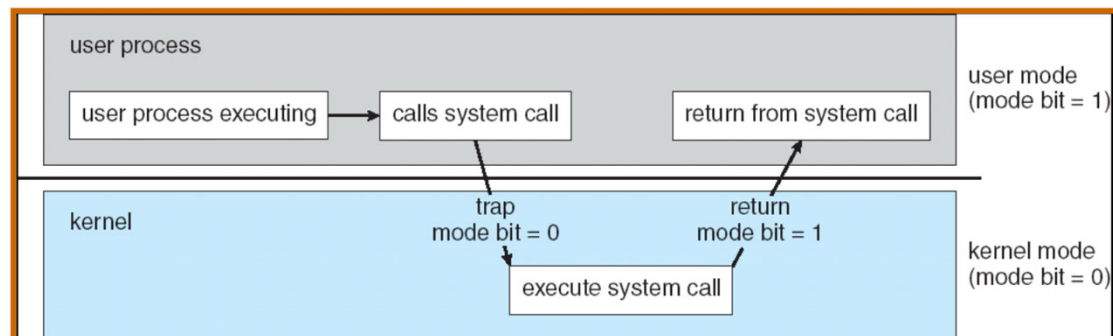 user process
user process executing
calls system call
return from system call
user mode
(mode bit = 1)
kernel
trap
mode bit = 0
return
mode bit = 1
execute system call
kernel mode
(mode bit = 0)